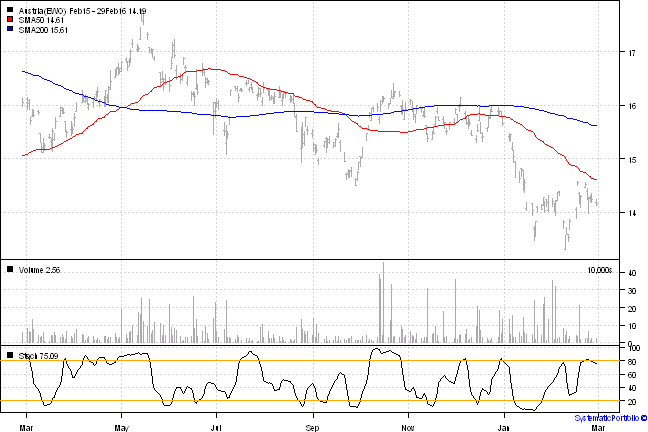 Austria(EWO) Feb15 - 29Feb16 14.19
SMA50 14.61
SMA200 15.61
17
16
15
14
Volume 2.56
10,000s
40
30
20
10
0
Stoch 75.09
100
80
60
40
20
Mar May Jul Sep Nov Jan Mar
SystematicPortfolio ©